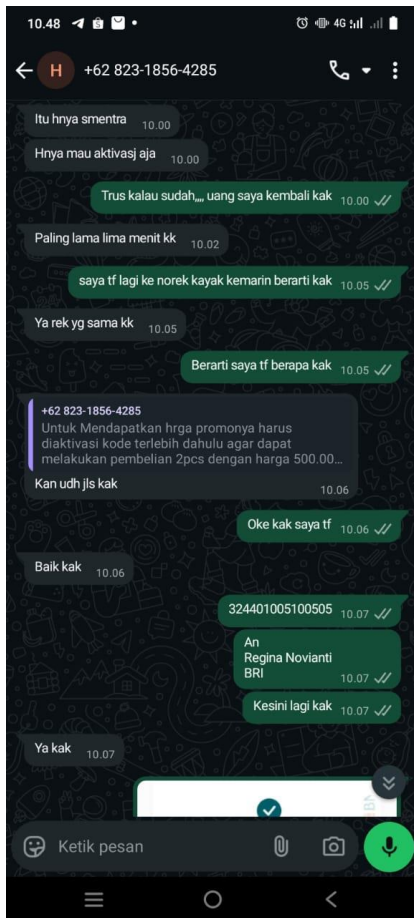 10.48
4G
H +62 823-1856-4285
Itu hnya smentra 10.00
Hnya mau aktivasj aja 10.00
Trus kalau sudah,,,, uang saya kembali kak 10.00
Paling lama lima menit kk 10.02
saya tf lagi ke norek kayak kemarin berarti kak 10.05
Ya rek yg sama kk 10.05
Berarti saya tf berapa kak 10.05
+62 823-1856-4285
Untuk Mendapatkan hrga promonya harus
diaktivasi kode terlebih dahulu agar dapat
melakukan pembelian 2pcs dengan harga 500.00...
Kan udh jls kak 10.06
Oke kak saya tf 10.06
Baik kak 10.06
324401005100505 10.07
An
Regina Novianti
BRI 10.07
Kesini lagi kak 10.07
Ya kak 10.07
Ketik pesan